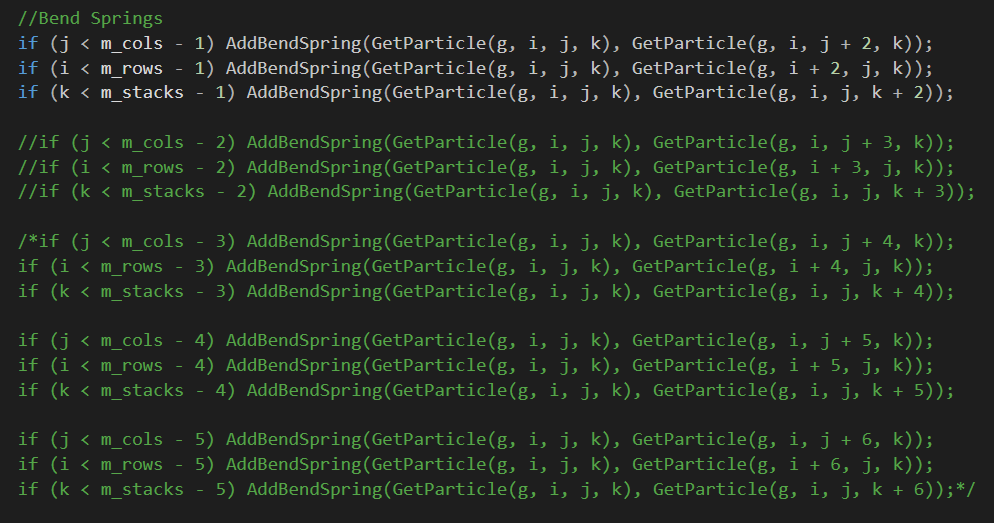 //Bend Springs
if (j < m_cols - 1) AddBendSpring(GetParticle(g, i, j, k), GetParticle(g, i, j + 2, k));
if (i < m_rows - 1) AddBendSpring(GetParticle(g, i, j, k), GetParticle(g, i + 2, j, k));
if (k < m_stacks - 1) AddBendSpring(GetParticle(g, i, j, k), GetParticle(g, i, j, k + 2));
//if (j < m_cols - 2) AddBendSpring(GetParticle(g, i, j, k), GetParticle(g, i, j + 3, k));
//if (i < m_rows - 2) AddBendSpring(GetParticle(g, i, j, k), GetParticle(g, i + 3, j, k));
//if (k < m_stacks - 2) AddBendSpring(GetParticle(g, i, j, k), GetParticle(g, i, j, k + 3));
/*if (j < m_cols - 3) AddBendSpring(GetParticle(g, i, j, k), GetParticle(g, i, j + 4, k));
if (i < m_rows - 3) AddBendSpring(GetParticle(g, i, j, k), GetParticle(g, i + 4, j, k));
if (k < m_stacks - 3) AddBendSpring(GetParticle(g, i, j, k), GetParticle(g, i, j, k + 4));
if (j < m_cols - 4) AddBendSpring(GetParticle(g, i, j, k), GetParticle(g, i, j + 5, k));
if (i < m_rows - 4) AddBendSpring(GetParticle(g, i, j, k), GetParticle(g, i + 5, j, k));
if (k < m_stacks - 4) AddBendSpring(GetParticle(g, i, j, k), GetParticle(g, i, j, k + 5));
if (j < m_cols - 5) AddBendSpring(GetParticle(g, i, j, k), GetParticle(g, i, j + 6, k));
if (i < m_rows - 5) AddBendSpring(GetParticle(g, i, j, k), GetParticle(g, i + 6, j, k));
if (k < m_stacks - 5) AddBendSpring(GetParticle(g, i, j, k), GetParticle(g, i, j, k + 6));*/